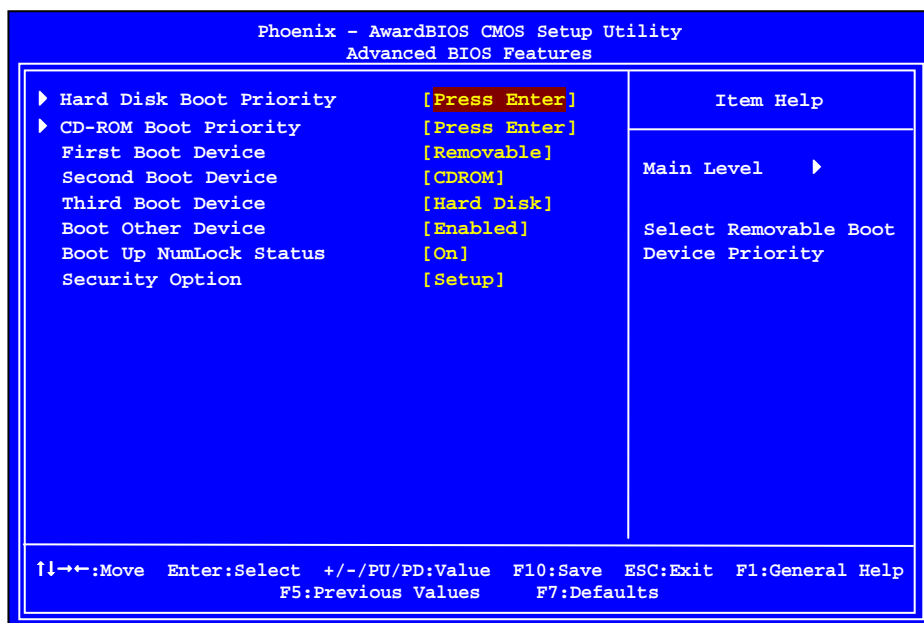 Phoenix – AwardBIOS CMOS Setup Utility
Advanced BIOS Features
Hard Disk Boot Priority [Press Enter]
CD-ROM Boot Priority [Press Enter]
First Boot Device [Removable]
Second Boot Device [CDROM]
Third Boot Device [Hard Disk]
Boot Other Device [Enabled]
Boot Up NumLock Status [On]
Security Option [Setup]
Item Help
Main Level
Select Removable Boot
Device Priority
↑↓→←:Move Enter:Select +/-/PU/PD:Value F10:Save ESC:Exit F1:General Help
F5:Previous Values F7:Defaults